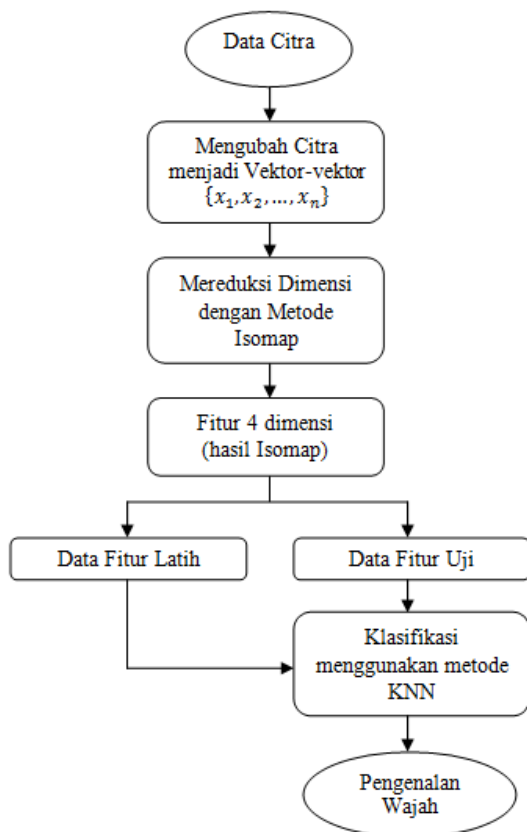 Data Citra
Mengubah Citra
menjadi Vektor-vektor
{x₁,x₂,...,xₙ}
Mereduksi Dimensi
dengan Metode
Isomap
Fitur 4 dimensi
(hasil Isomap)
Data Fitur Latih
Data Fitur Uji
Klasifikasi
menggunakan metode
KNN
Pengenalan
Wajah